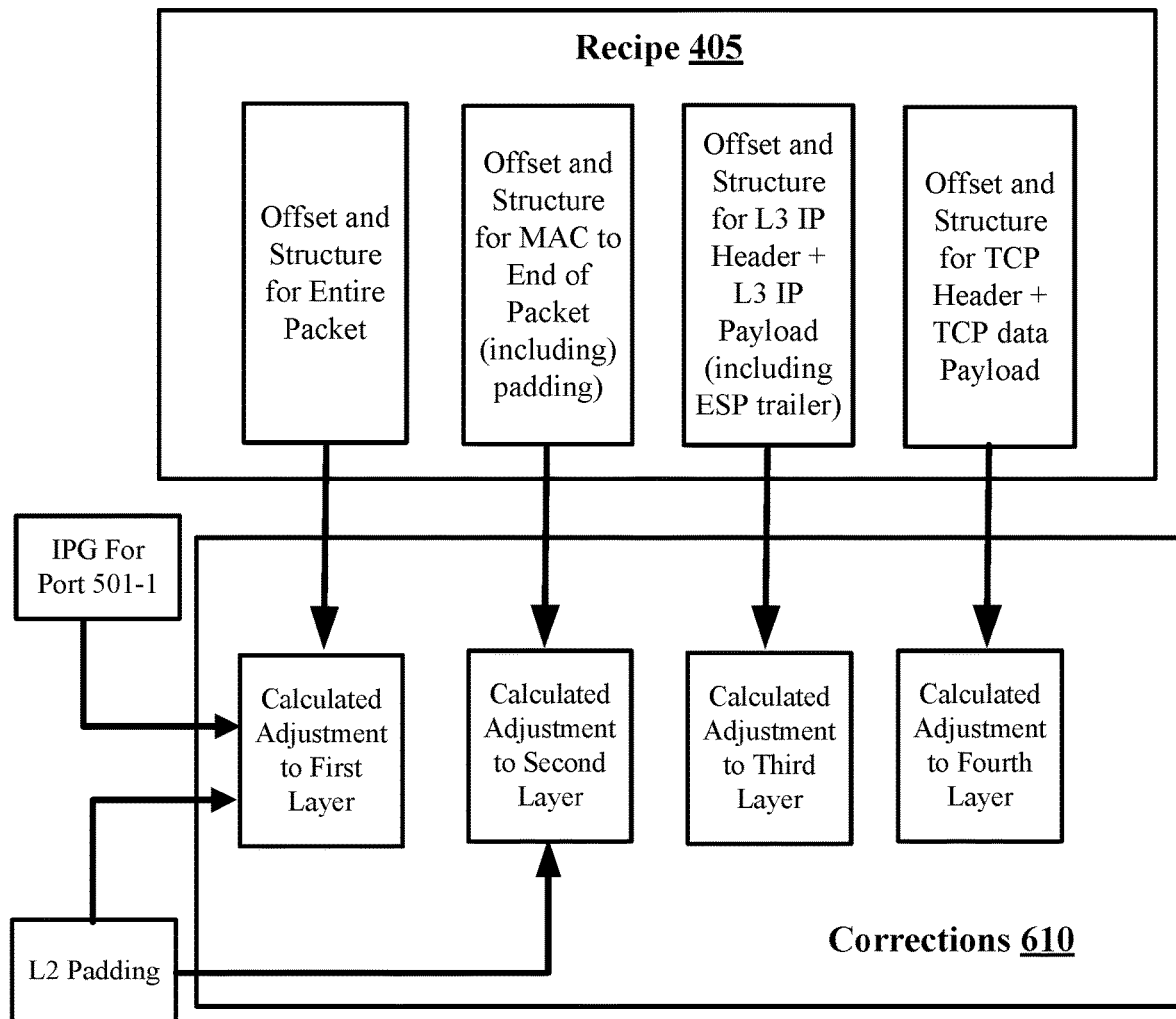 Recipe 405
Offset and
Structure
for Entire
Packet
Offset and
Structure
for MAC to
End of
Packet
(including)
padding)
Offset and
Structure
for L3 IP
Header +
L3 IP
Payload
(including
ESP trailer)
Offset and
Structure
for TCP
Header +
TCP data
Payload
IPG For
Port 501-1
Calculated
Adjustment
to First
Layer
Calculated
Adjustment
to Second
Layer
Calculated
Adjustment
to Third
Layer
Calculated
Adjustment
to Fourth
Layer
L2 Padding
Corrections 610